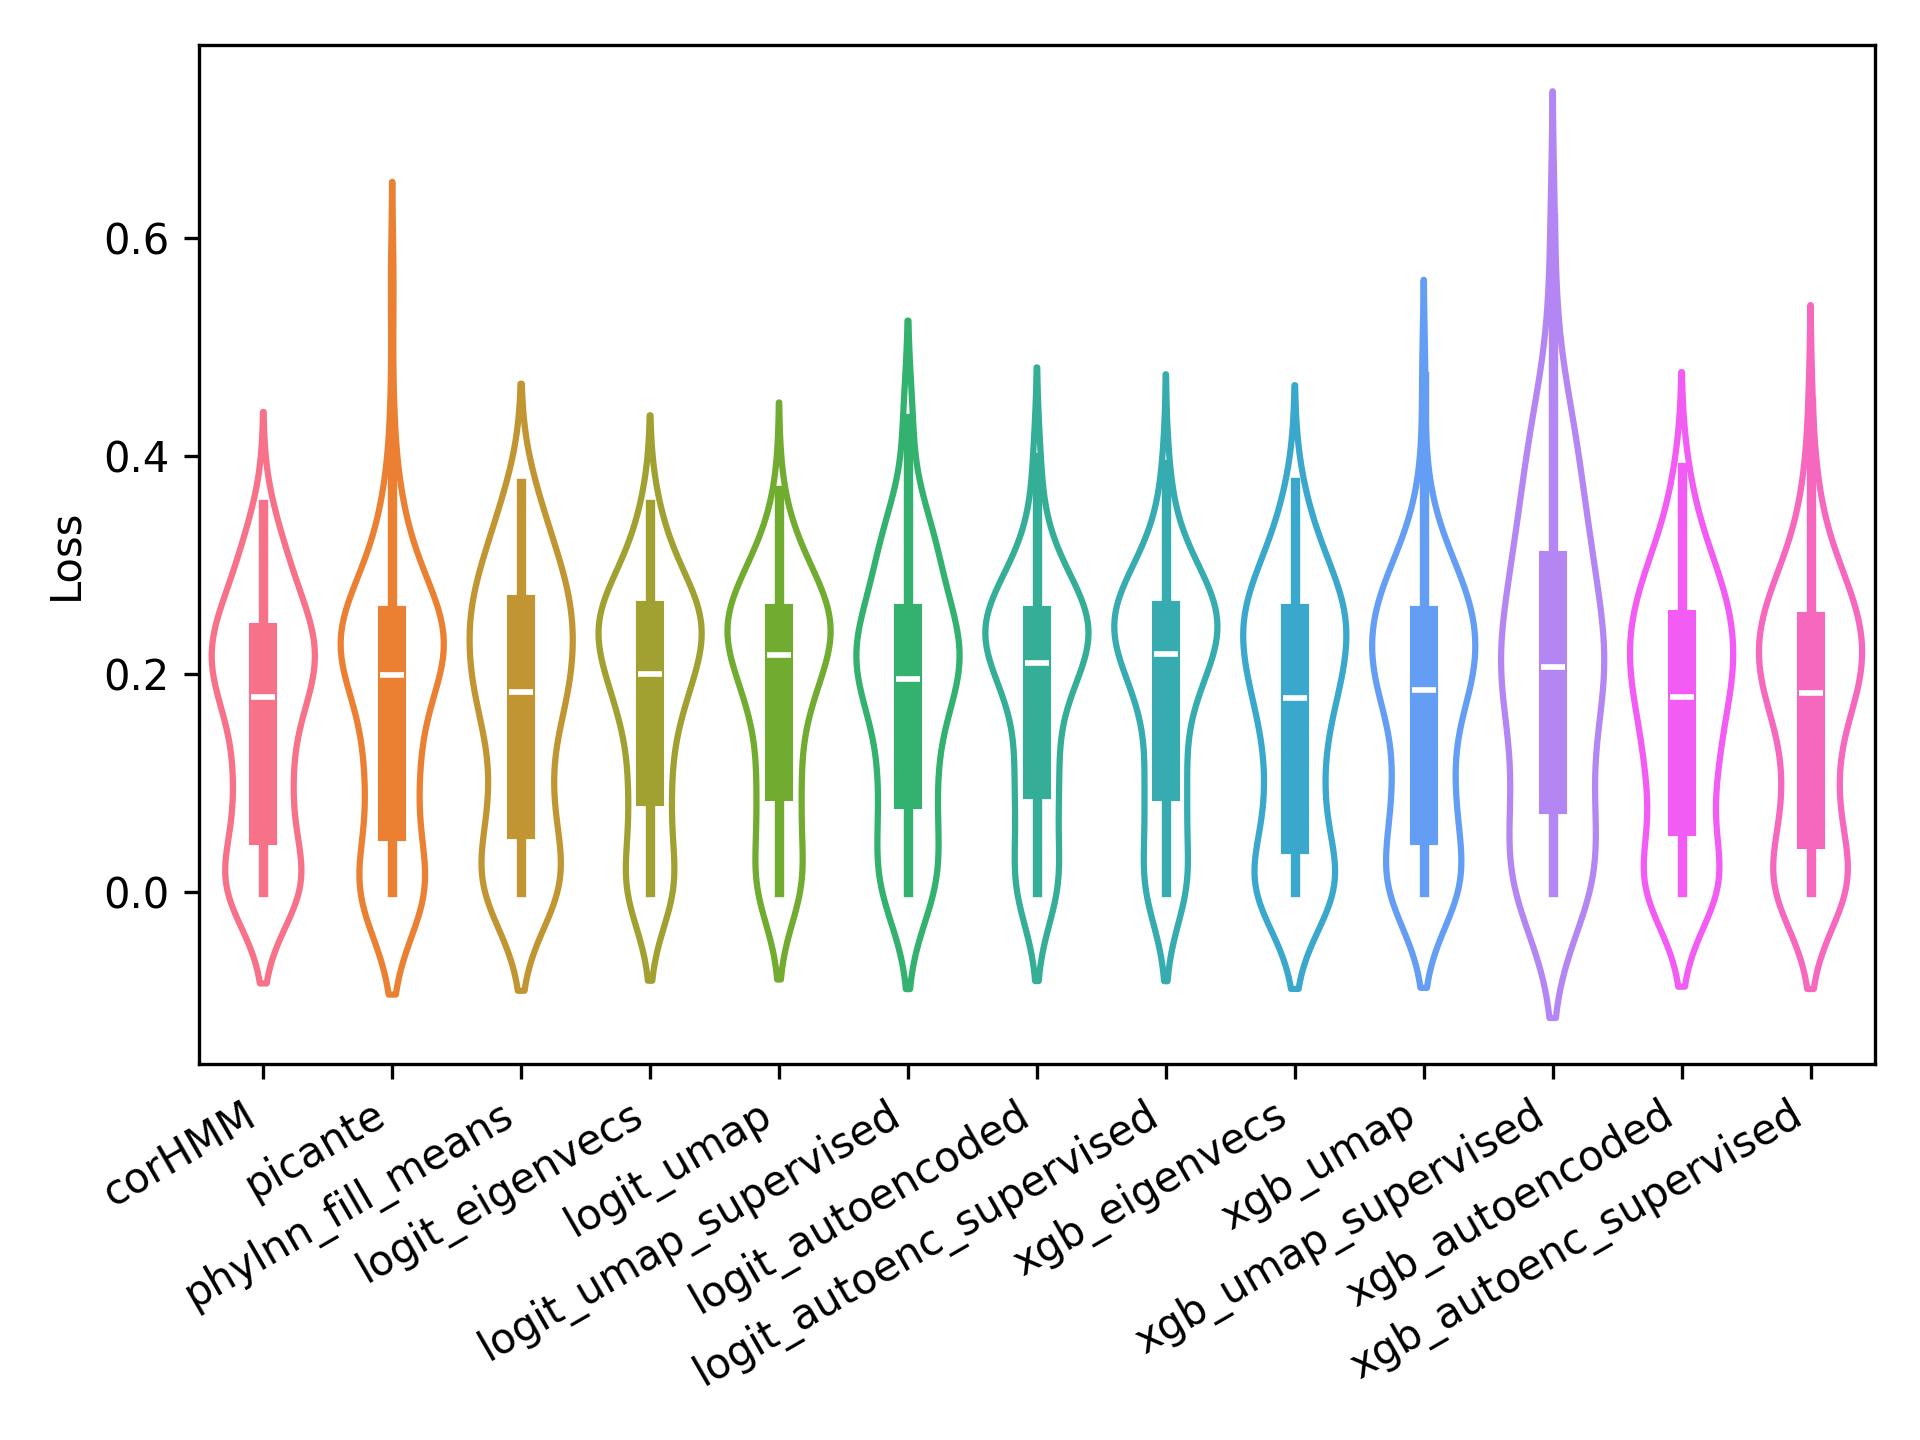 0.6
0.4
0.2
0.0
Loss
corHMM
picante
phylnn_fill_means
logit_eigenvecs
logit_umap
logit_umap_supervised
logit_autoencoded
logit_autoenc_supervised
xgb_eigenvecs
xgb_umap
xgb_umap_supervised
xgb_autoencoded
xgb_autoenc_supervised